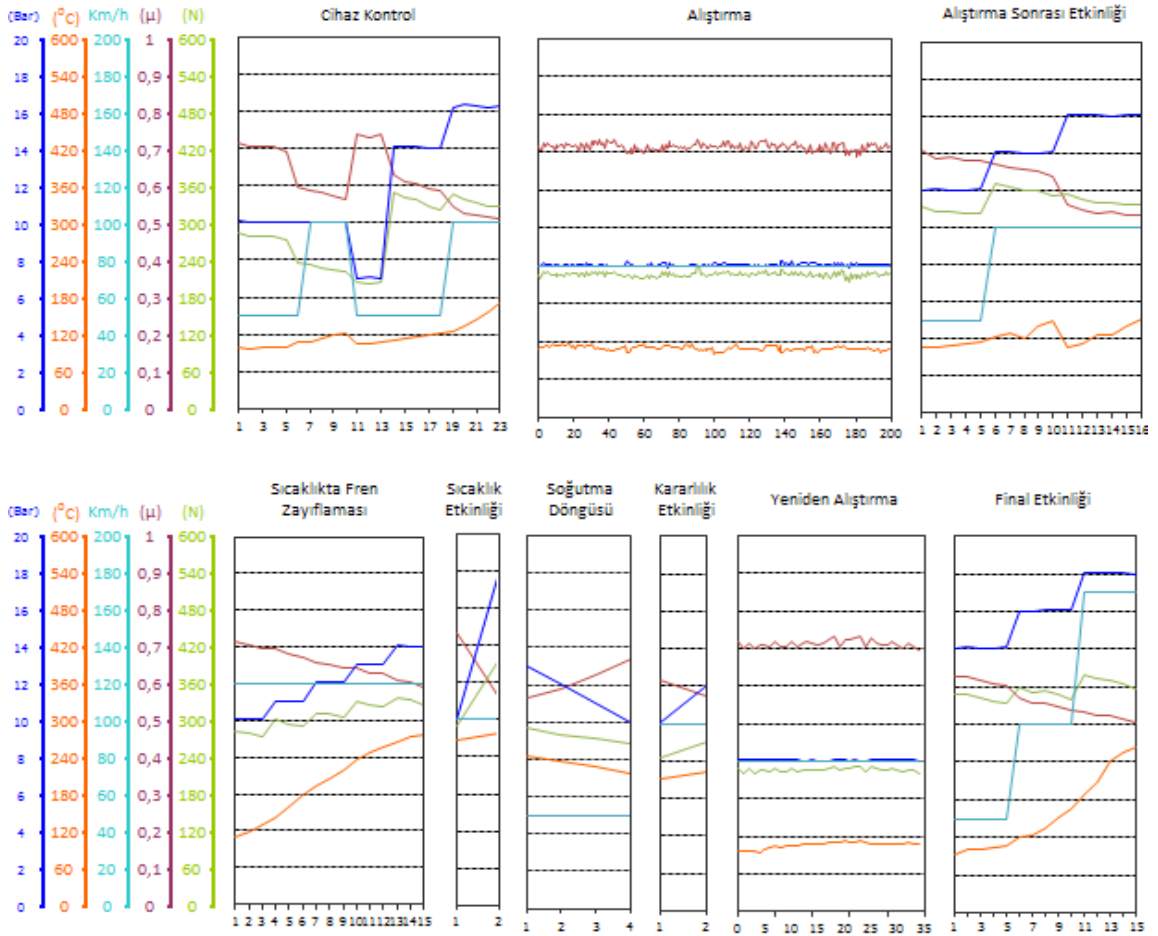 Cihaz Kontrol
Alıştırma
Alıştırma Sonrası Etkinliği
(Bar) (⁰C) Km/h (µ) (N)
20 600 200 1 600
18 540 180 0,9 540
16 480 160 0,8 480
14 420 140 0,7 420
12 360 120 0,6 360
10 300 100 0,5 300
8 240 80 0,4 240
6 180 60 0,3 180
4 120 40 0,2 120
2 60 20 0,1 60
0 0 0 0 0
1 3 5 7 9 11 13 15 17 19 21 23
0 20 40 60 80 100 120 140 160 180 200
1 2 3 4 5 6 7 8 9 10 11 12 13 14 15 16
Sıcaklıkta Fren
Zayıflaması
Sıcaklık
Etkinliği
Soğutma
Döngüsü
Kararlılık
Etkinliği
Yeniden Alıştırma
Final Etkinliği
(Bar) (⁰C) Km/h (µ) (N)
20 600 200 1 600
18 540 180 0,9 540
16 480 160 0,8 480
14 420 140 0,7 420
12 360 120 0,6 360
10 300 100 0,5 300
8 240 80 0,4 240
6 180 60 0,3 180
4 120 40 0,2 120
2 60 20 0,1 60
0 0 0 0 0
1 2 3 4 5 6 7 8 9 10 11 12 13 14 15
1 2
1 2 3 4
1 2
0 5 10 15 20 25 30 35
1 3 5 7 9 11 13 15